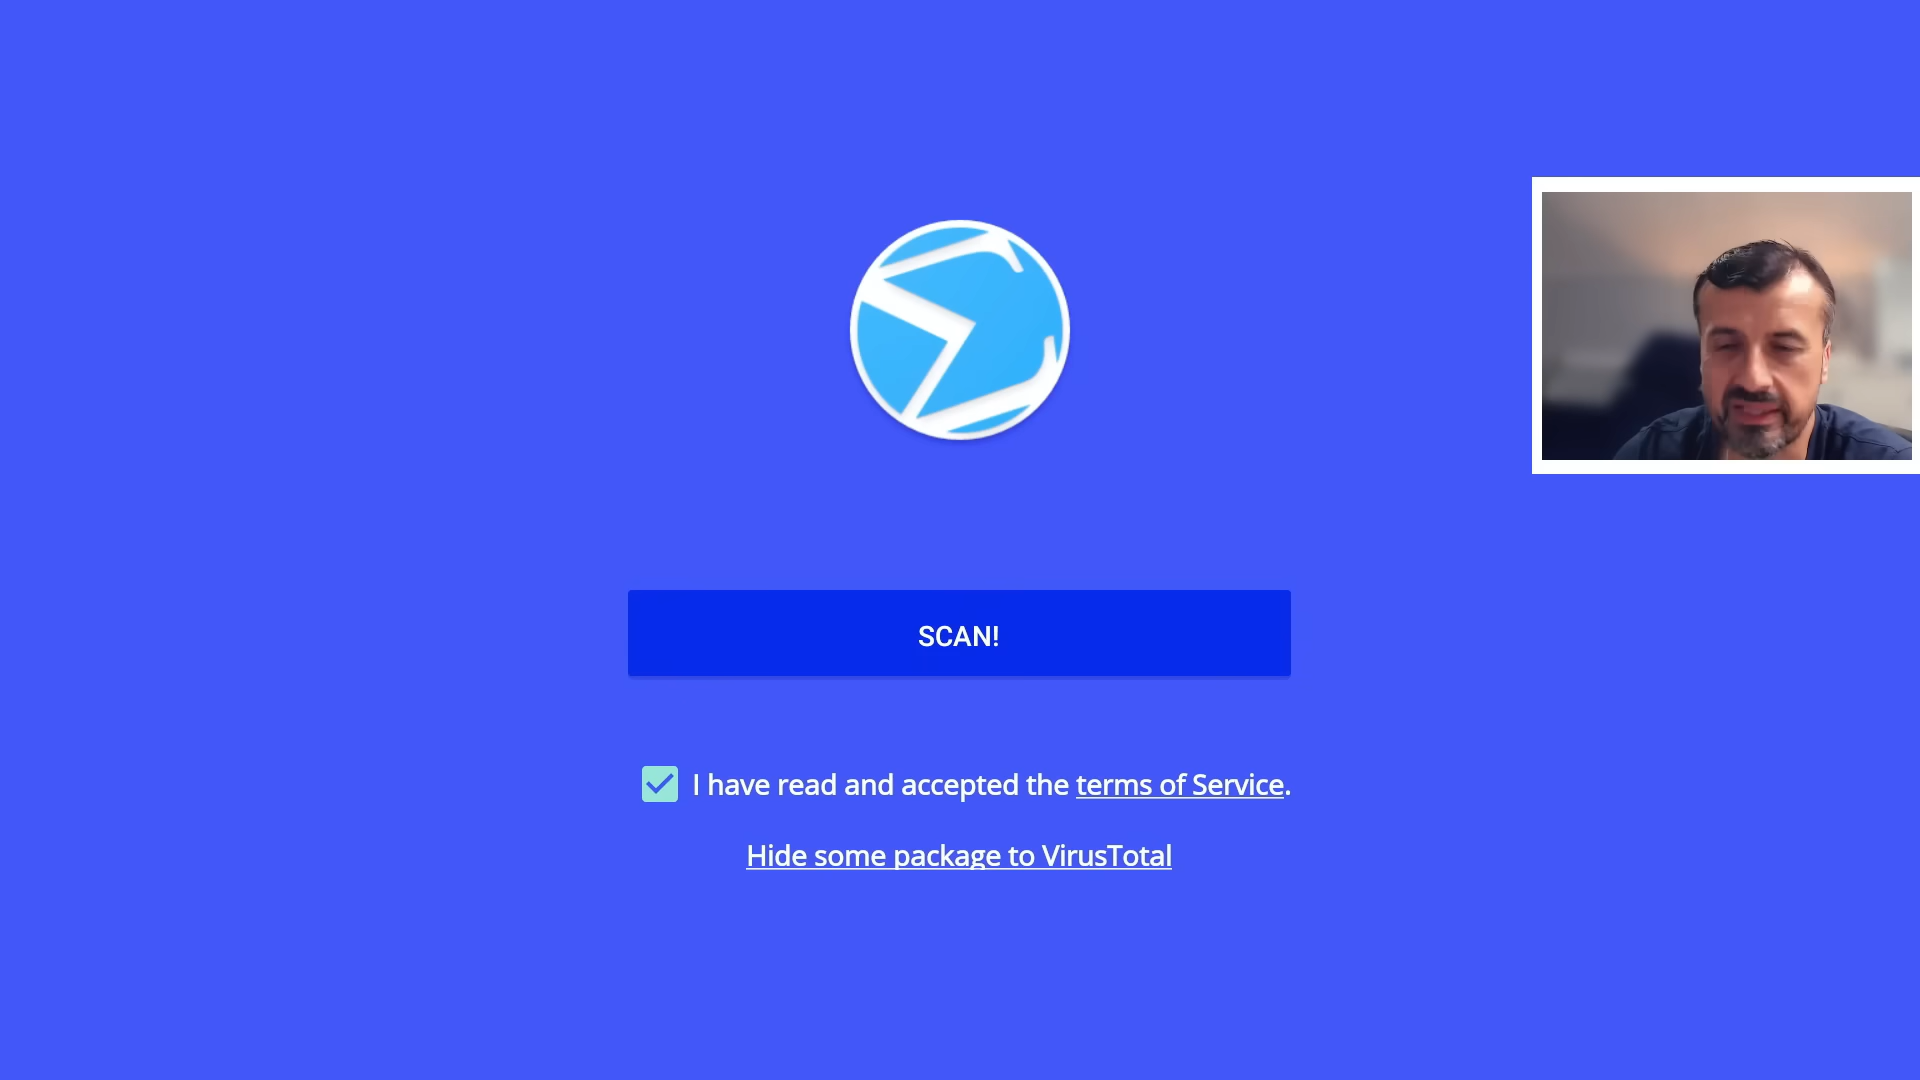 SCAN!
I have read and accepted the terms of Service.
Hide some package to VirusTotal